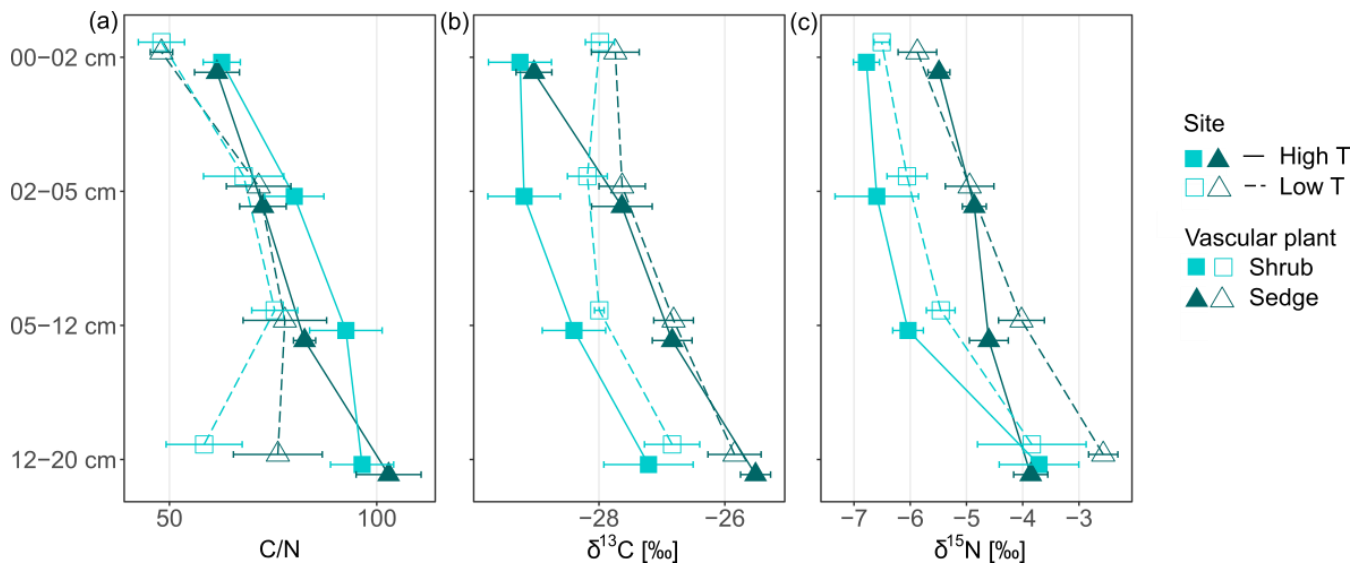 (a) (b) (c)
00−02 cm
02−05 cm
05−12 cm
12−20 cm
50 100
−28 −26
−7 −6 −5 −4 −3
C/N
δ¹³C [‰]
δ¹⁵N [‰]
Site
High T
Low T
Vascular plant
Shrub
Sedge